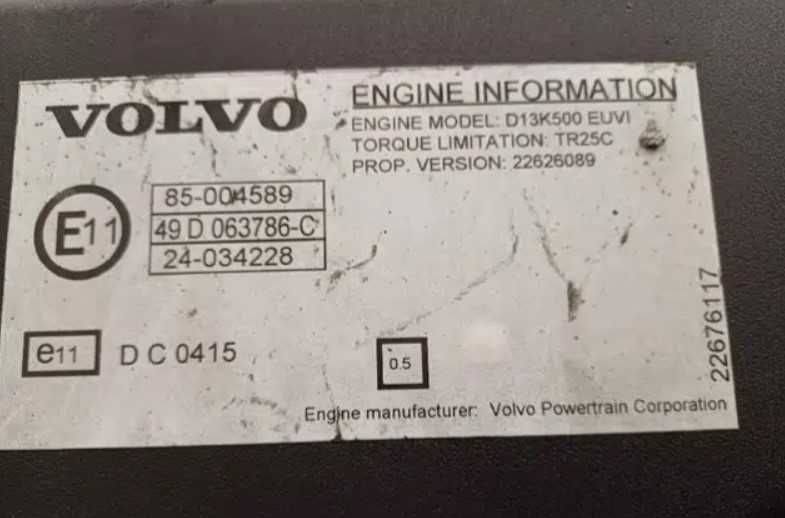 VOLVO
ENGINE INFORMATION
ENGINE MODEL: D13K500 EUVI
TORQUE LIMITATION: TR25C
PROP. VERSION: 22626089
E11
85-004589
49 D 063786-C
24-034228
e11 D C 0415
0.5
22676117
Engine manufacturer: Volvo Powertrain Corporation